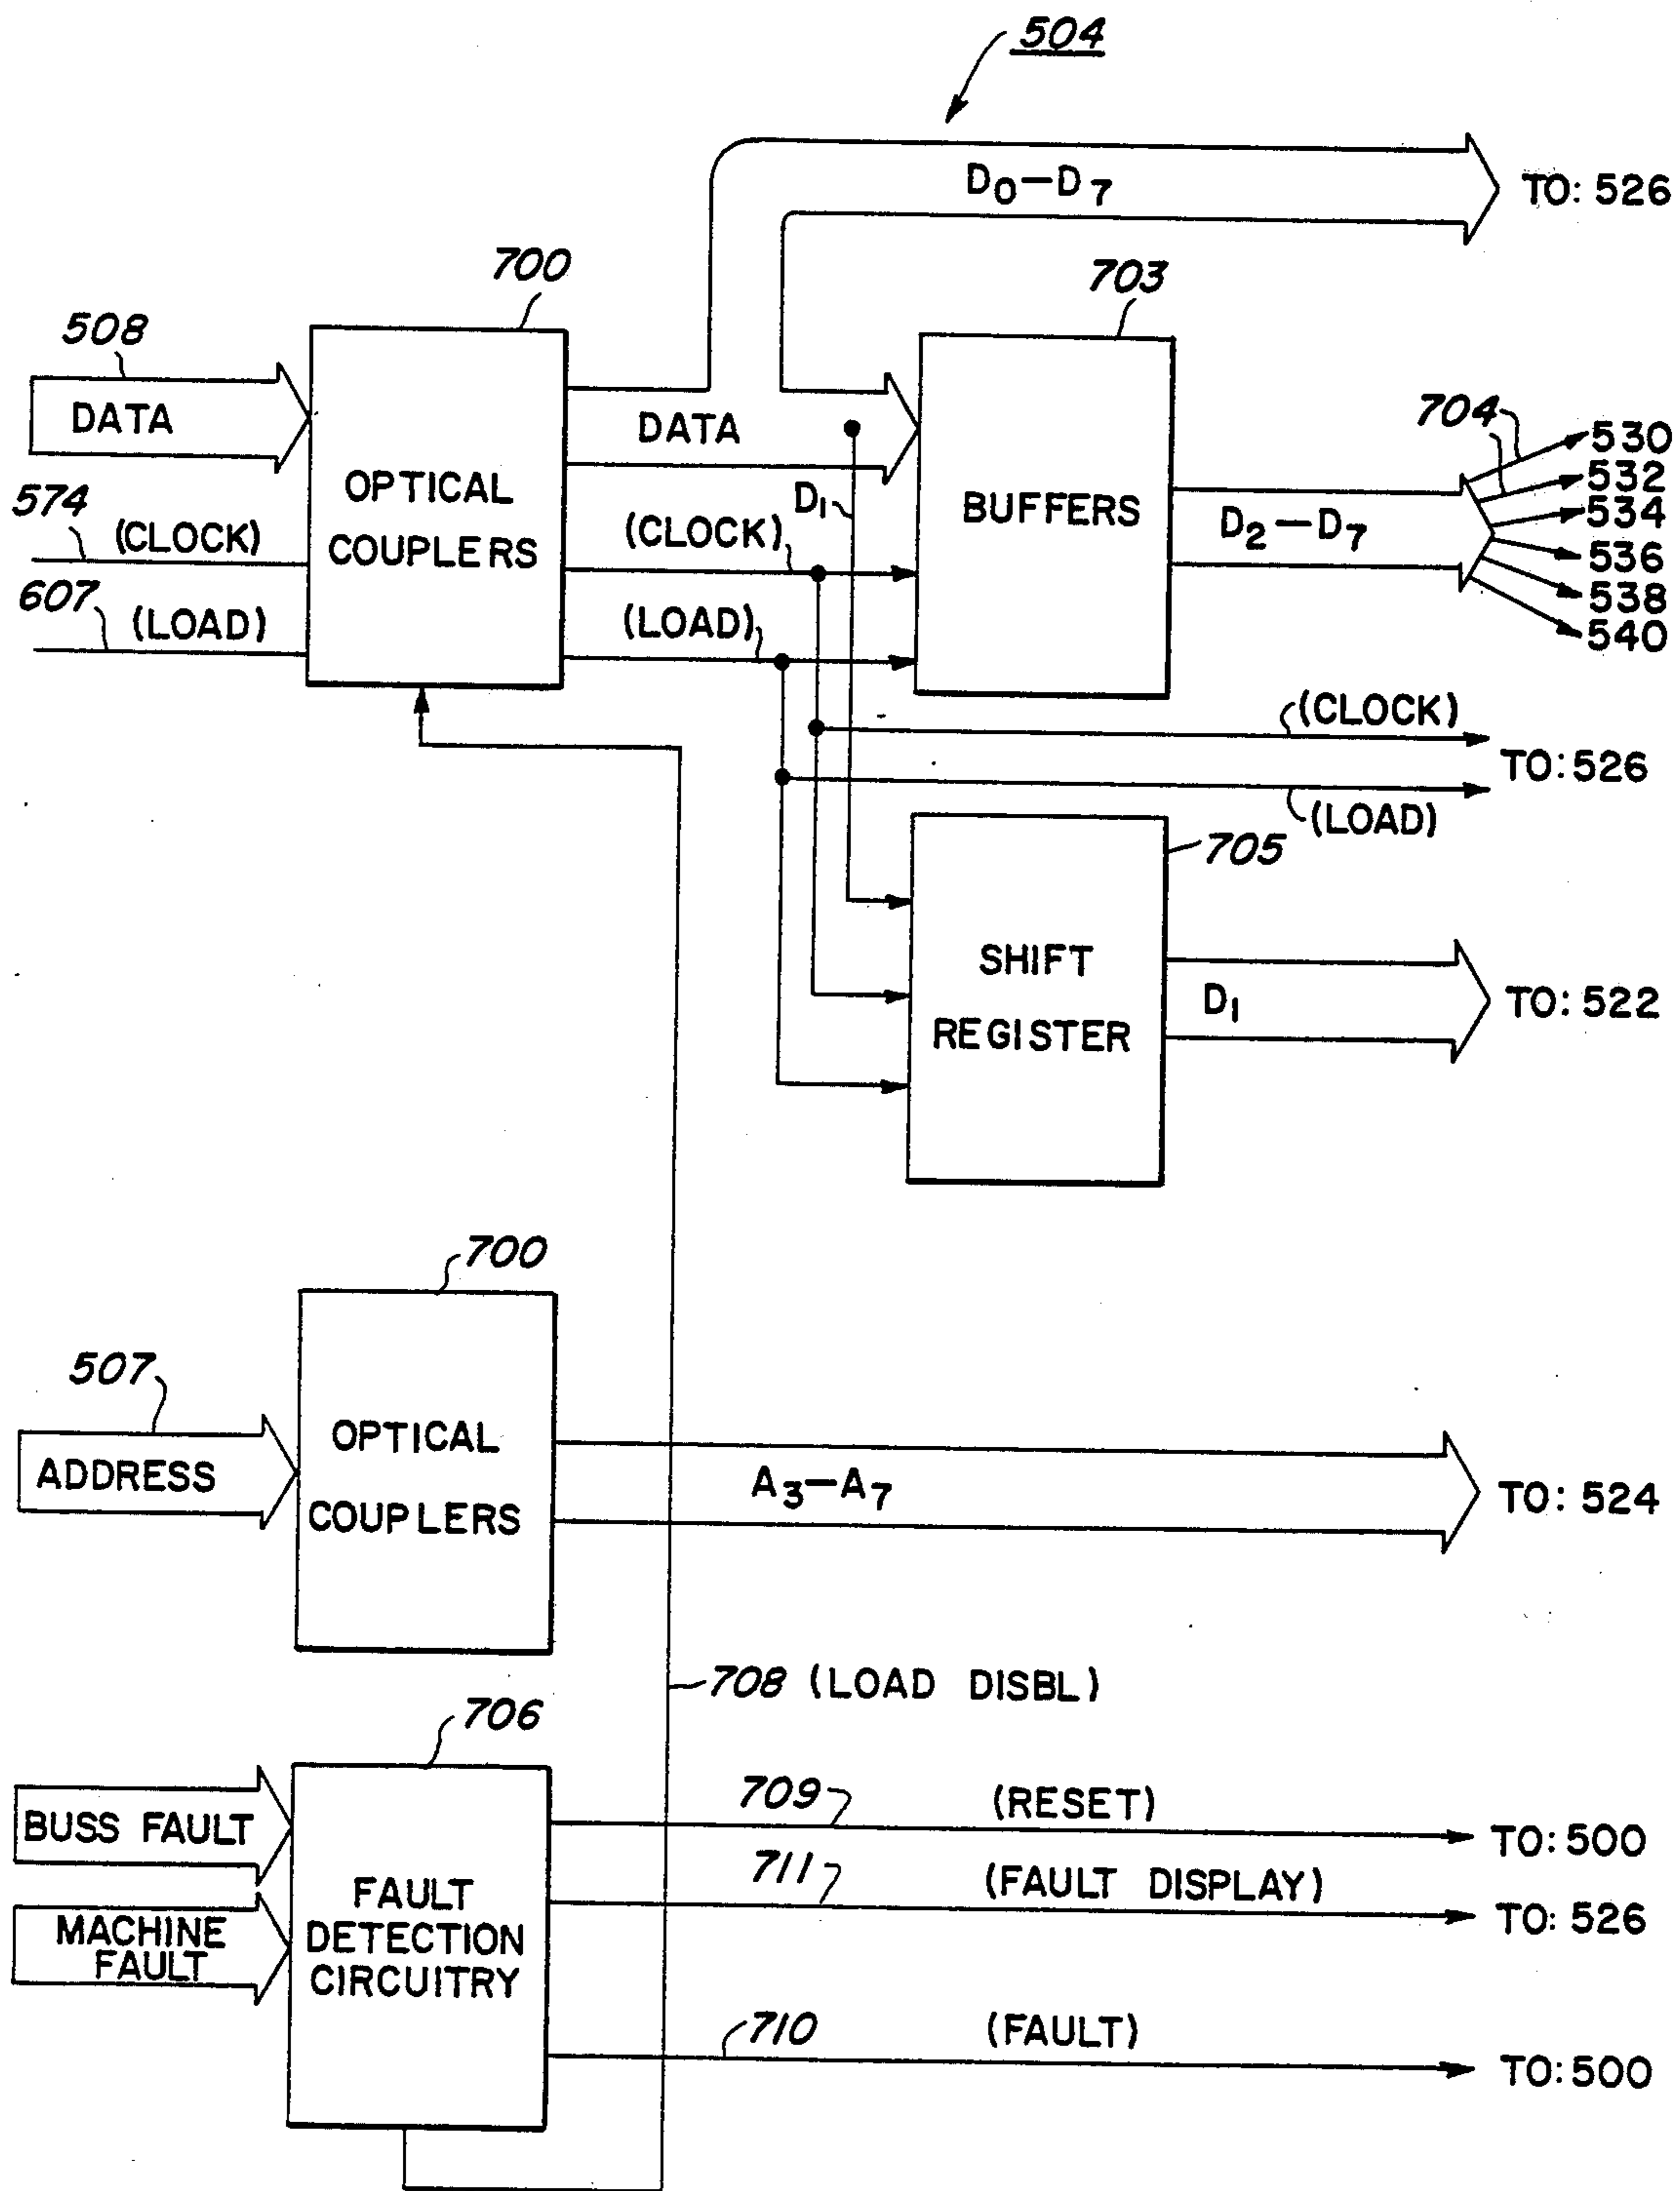 504
D0—D7
TO: 526
700
703
508
DATA
OPTICAL
COUPLERS
DATA
BUFFERS
704
530
532
534
536
538
540
574
(CLOCK)
D1
(CLOCK)
D2—D7
607
(LOAD)
(LOAD)
(CLOCK)
TO: 526
(LOAD)
705
SHIFT
REGISTER
D1
TO: 522
700
507
ADDRESS
OPTICAL
COUPLERS
A3—A7
TO: 524
708 (LOAD DISBL)
706
BUSS FAULT
MACHINE
FAULT
FAULT
DETECTION
CIRCUITRY
709
(RESET)
TO: 500
711
(FAULT DISPLAY)
TO: 526
710
(FAULT)
TO: 500